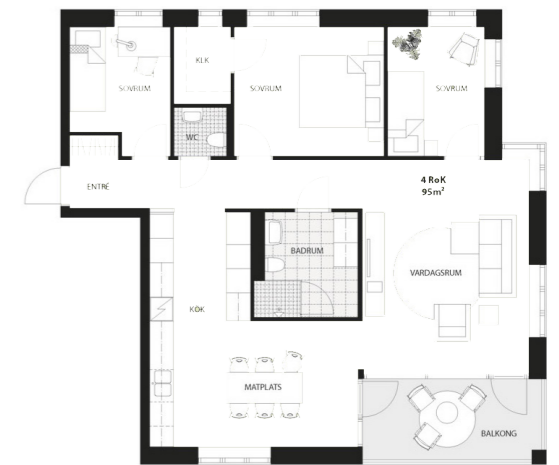 KLK
SOVRUM
SOVRUM
SOVRUM
WC
4 RoK
95m²
ENTRÉ
BADRUM
VARDAGSRUM
KÖK
MATPLATS
BALKONG